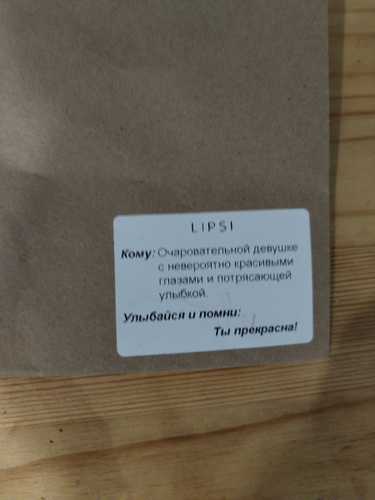 LIPSI
Кому: Очаровательной девушке
с невероятно красивыми
глазами и потрясающей
улыбкой.
Улыбайся и помни:
Ты прекрасна!